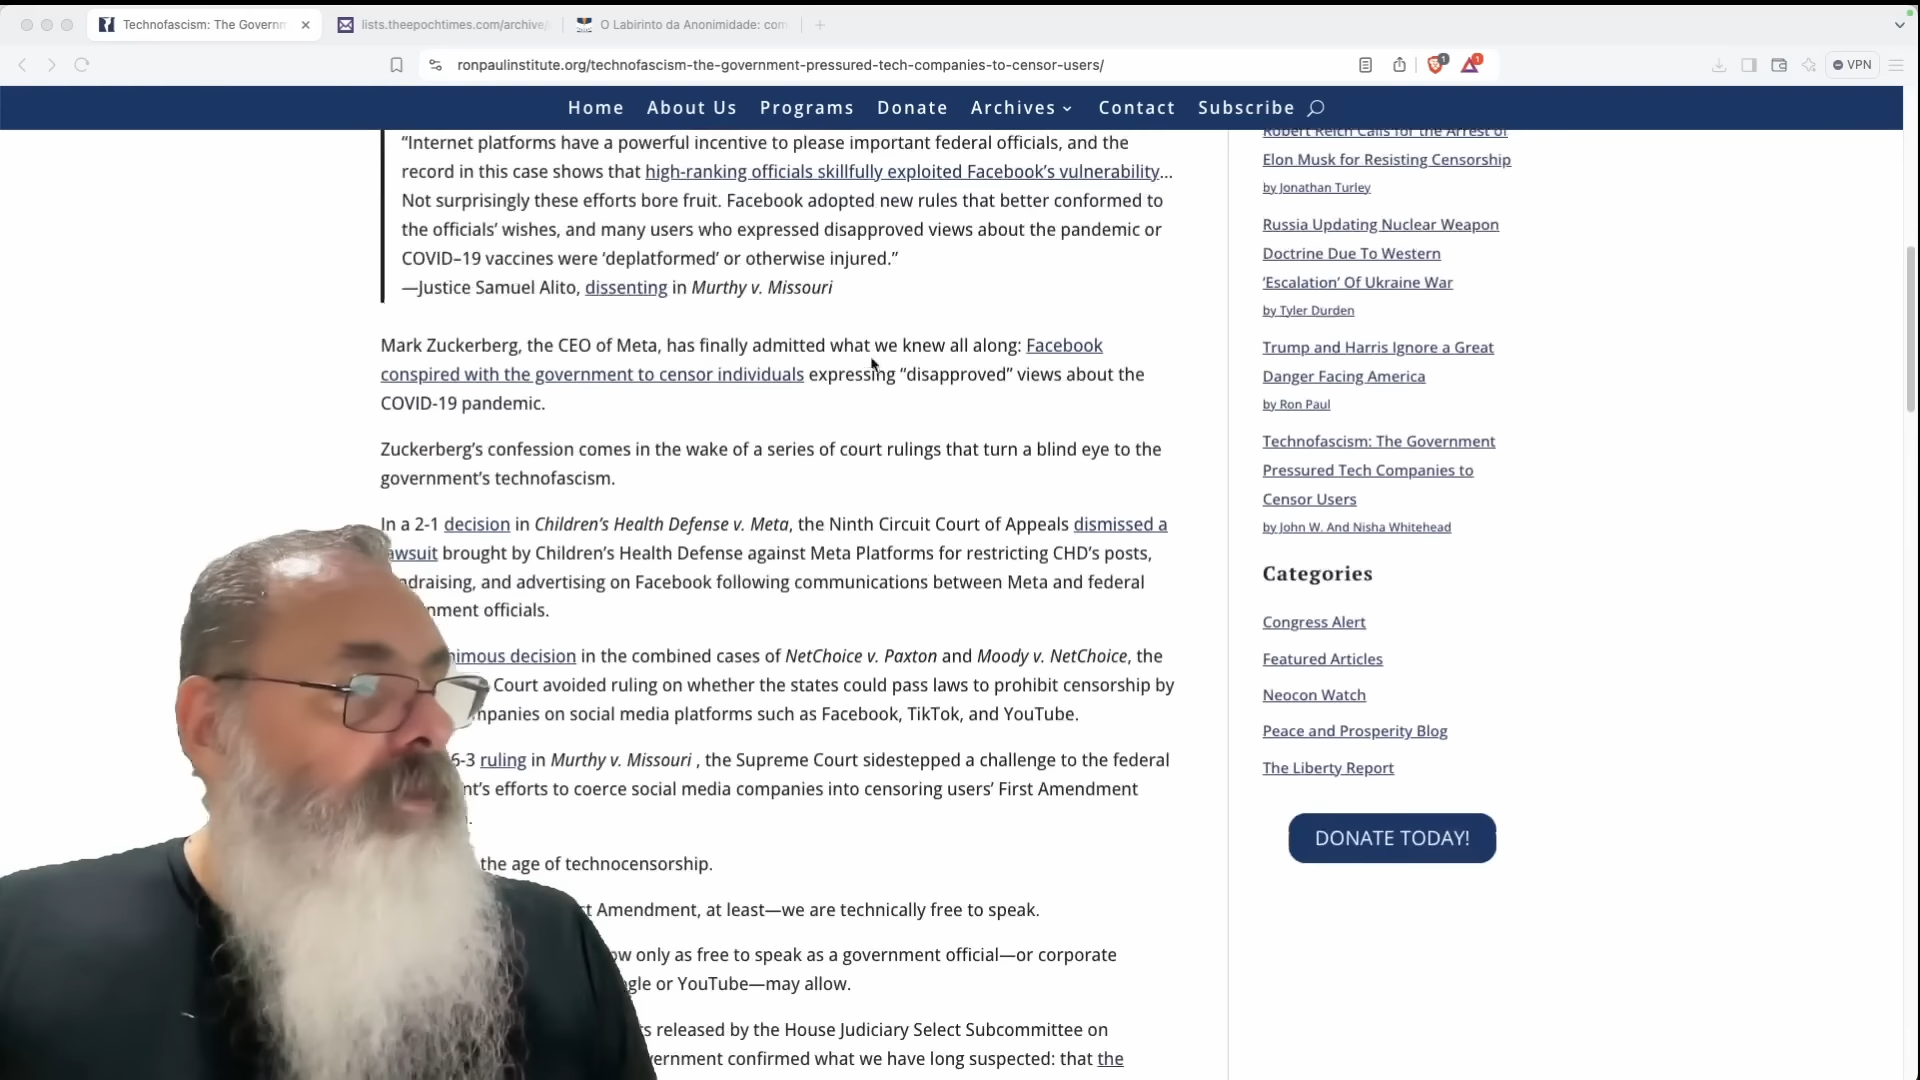 Technofascism: The Governm
lists.theepochtimes.com/archive/
O Labirinto da Anonimidade: com
ronpaulinstitute.org/technofascism-the-government-pressured-tech-companies-to-censor-users/
1
1
VPN
Home About Us Programs Donate Archives Contact Subscribe
“Internet platforms have a powerful incentive to please important federal officials, and the
record in this case shows that high-ranking officials skillfully exploited Facebook’s vulnerability…
Not surprisingly these efforts bore fruit. Facebook adopted new rules that better conformed to
the officials’ wishes, and many users who expressed disapproved views about the pandemic or
COVID–19 vaccines were ‘deplatformed’ or otherwise injured.”
—Justice Samuel Alito, dissenting in Murthy v. Missouri
Mark Zuckerberg, the CEO of Meta, has finally admitted what we knew all along: Facebook
conspired with the government to censor individuals expressing “disapproved” views about the
COVID-19 pandemic.
Zuckerberg’s confession comes in the wake of a series of court rulings that turn a blind eye to the
government’s technofascism.
In a 2-1 decision in Children’s Health Defense v. Meta, the Ninth Circuit Court of Appeals dismissed a
awsuit brought by Children’s Health Defense against Meta Platforms for restricting CHD’s posts,
ndraising, and advertising on Facebook following communications between Meta and federal
nment officials.
imous decision in the combined cases of NetChoice v. Paxton and Moody v. NetChoice, the
Court avoided ruling on whether the states could pass laws to prohibit censorship by
mpanies on social media platforms such as Facebook, TikTok, and YouTube.
6-3 ruling in Murthy v. Missouri , the Supreme Court sidestepped a challenge to the federal
nt’s efforts to coerce social media companies into censoring users’ First Amendment
.
the age of technocensorship.
st Amendment, at least—we are technically free to speak.
ow only as free to speak as a government official—or corporate
gle or YouTube—may allow.
ts released by the House Judiciary Select Subcommittee on
vernment confirmed what we have long suspected: that the
Robert Reich Calls for the Arrest of
Elon Musk for Resisting Censorship
by Jonathan Turley
Russia Updating Nuclear Weapon
Doctrine Due To Western
‘Escalation’ Of Ukraine War
by Tyler Durden
Trump and Harris Ignore a Great
Danger Facing America
by Ron Paul
Technofascism: The Government
Pressured Tech Companies to
Censor Users
by John W. And Nisha Whitehead
Categories
Congress Alert
Featured Articles
Neocon Watch
Peace and Prosperity Blog
The Liberty Report
DONATE TODAY!